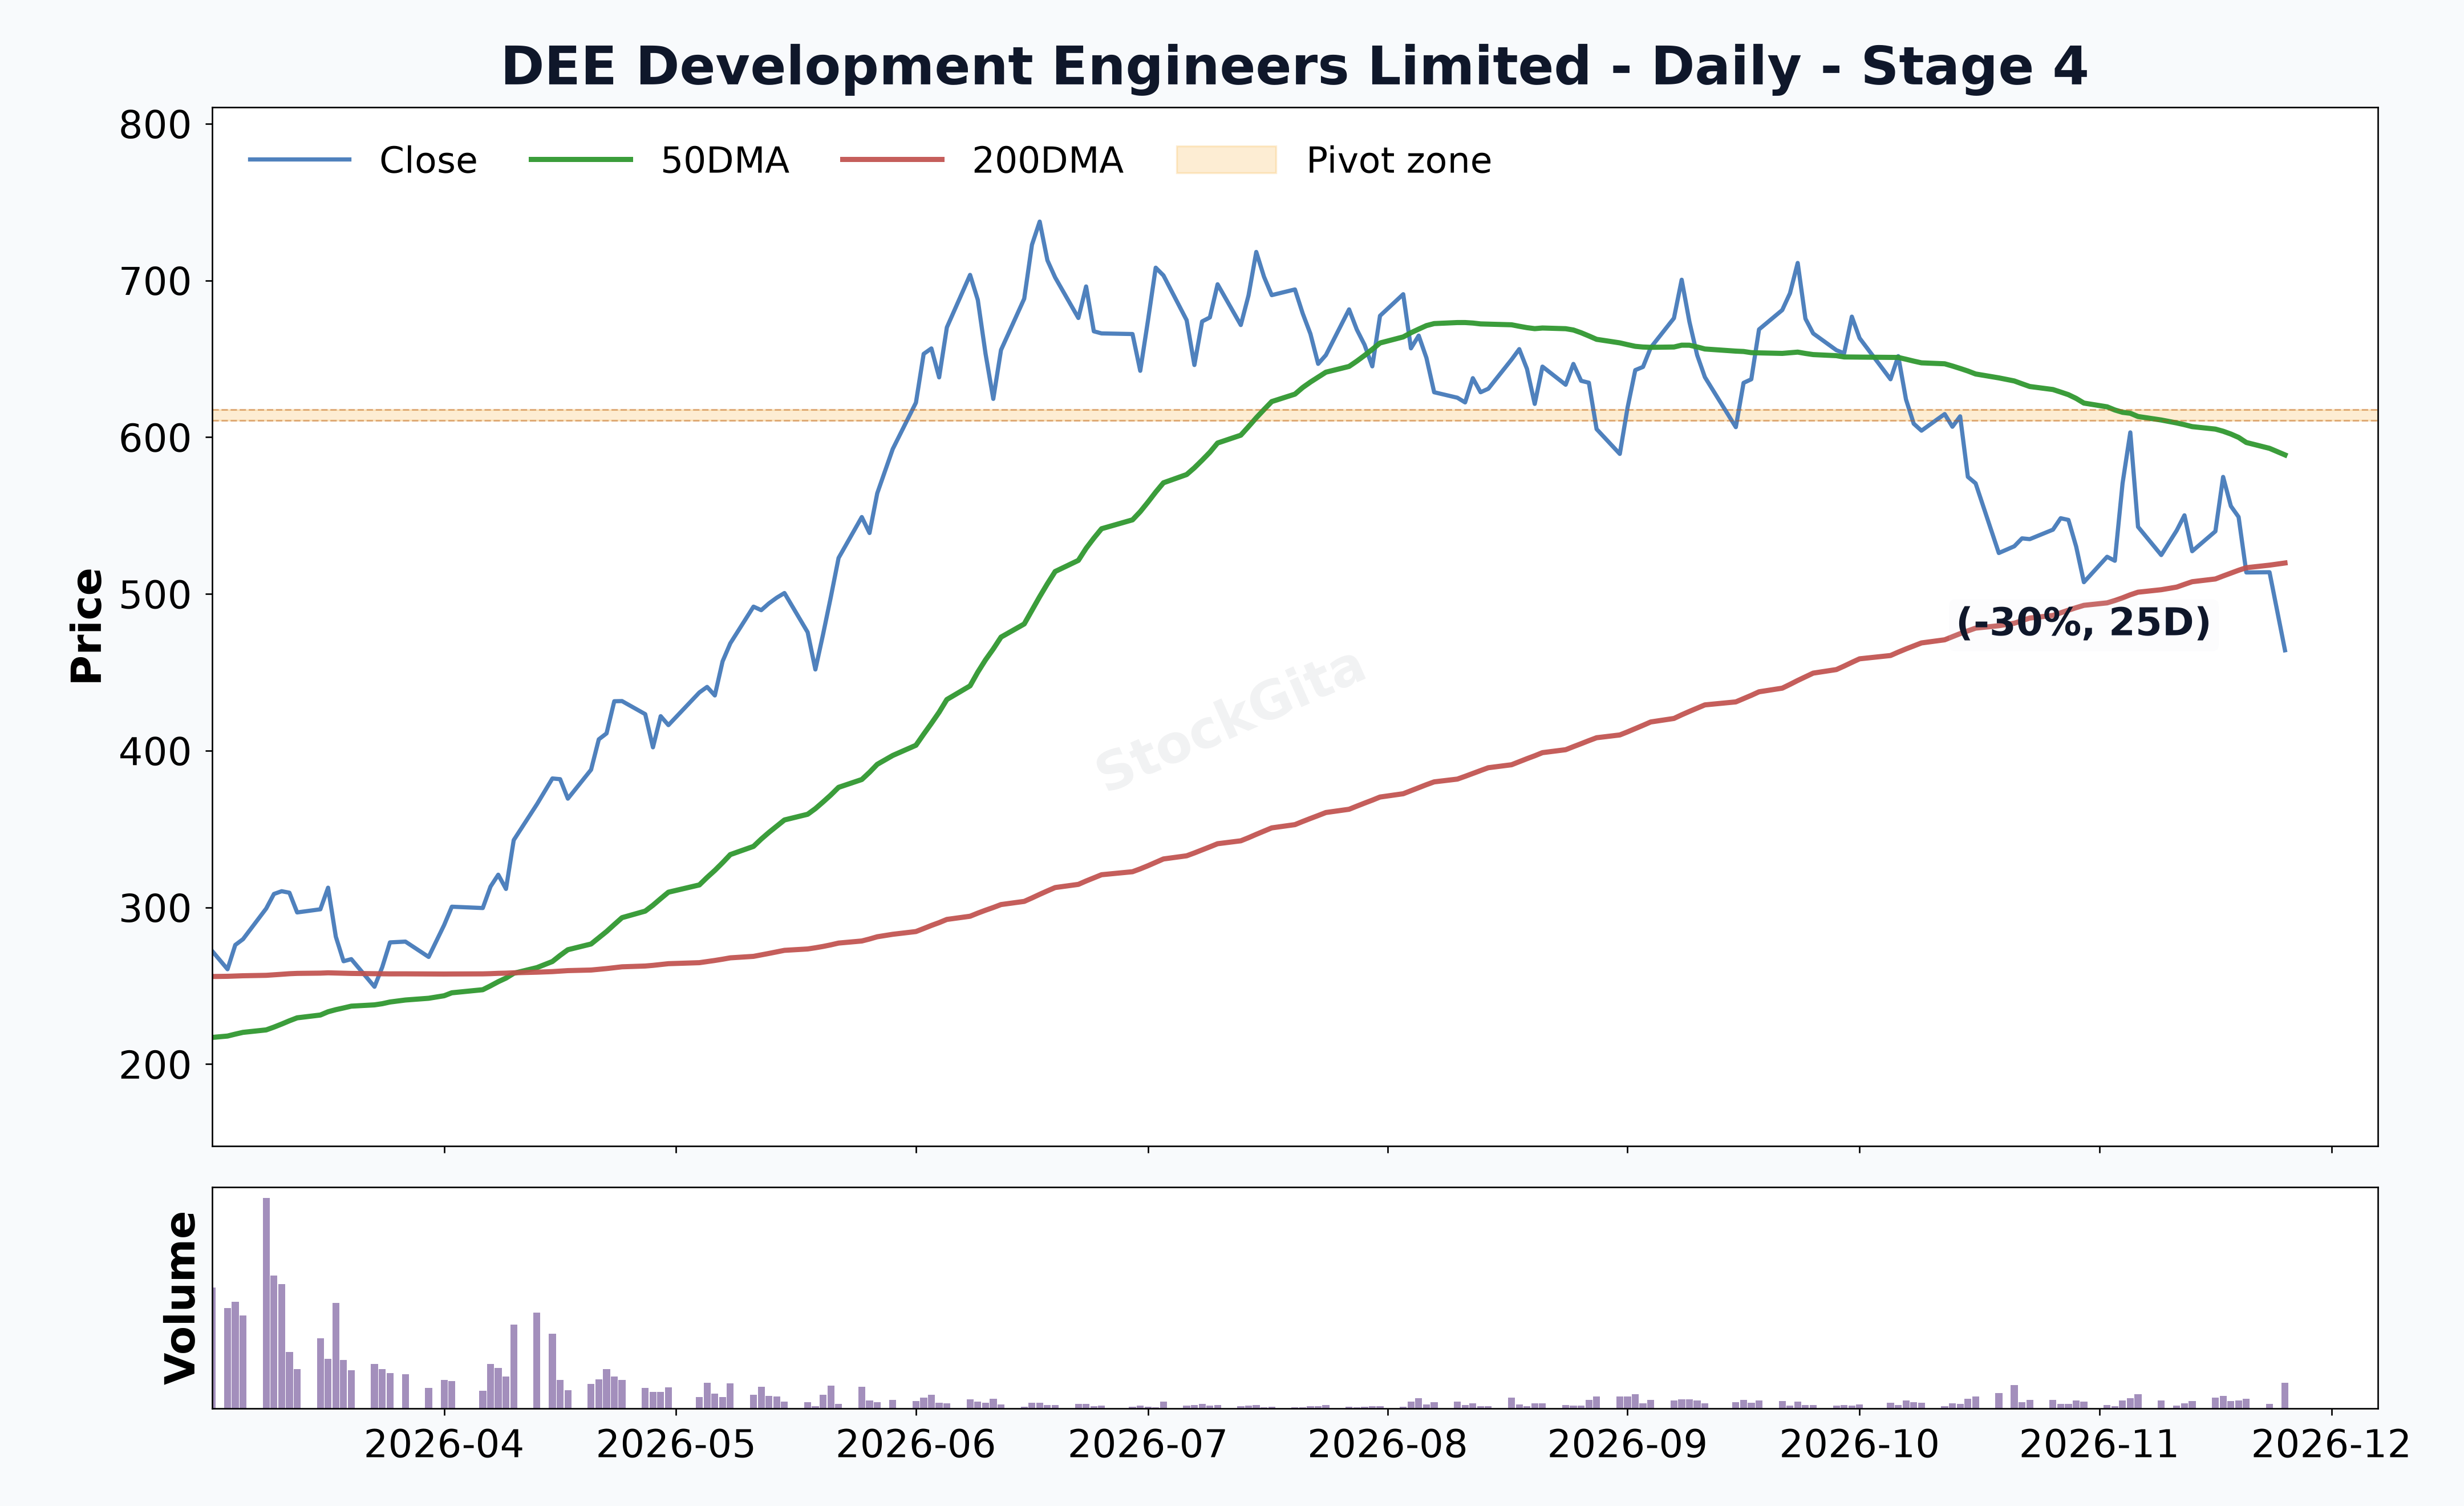 DEE Development Engineers Limited - Daily - Stage 4
Close 50DMA 200DMA Pivot zone
800
700
600
500
400
300
200
Price
(-30%, 25D)
StockGita
Volume
2026-04 2026-05 2026-06 2026-07 2026-08 2026-09 2026-10 2026-11 2026-12